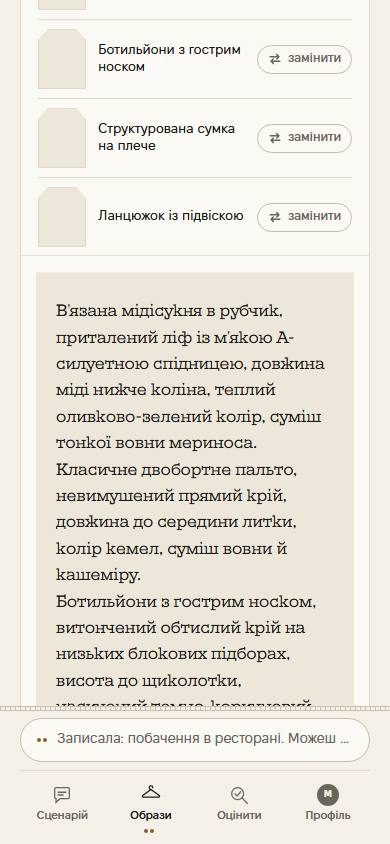 Ботильйони з гострим
носком
замінити
Структурована сумка
на плече
замінити
Ланцюжок із підвіскою
замінити
В'язана мідісукня в рубчик,
приталений ліф із м'якою А-
силуетною спідницею, довжина
міді нижче коліна, теплий
оливково-зелений колір, суміш
тонкої вовни мериноса.
Класичне двобортне пальто,
невимушений прямий крій,
довжина до середини литки,
колір кемел, суміш вовни й
кашеміру.
Ботильйони з гострим носком,
витончений обтислий крій на
низьких блокових підборах,
висота до щиколотки,
Записала: побачення в ресторані. Можеш ...
Сценарій
Образи
Оцінити
М
Профіль